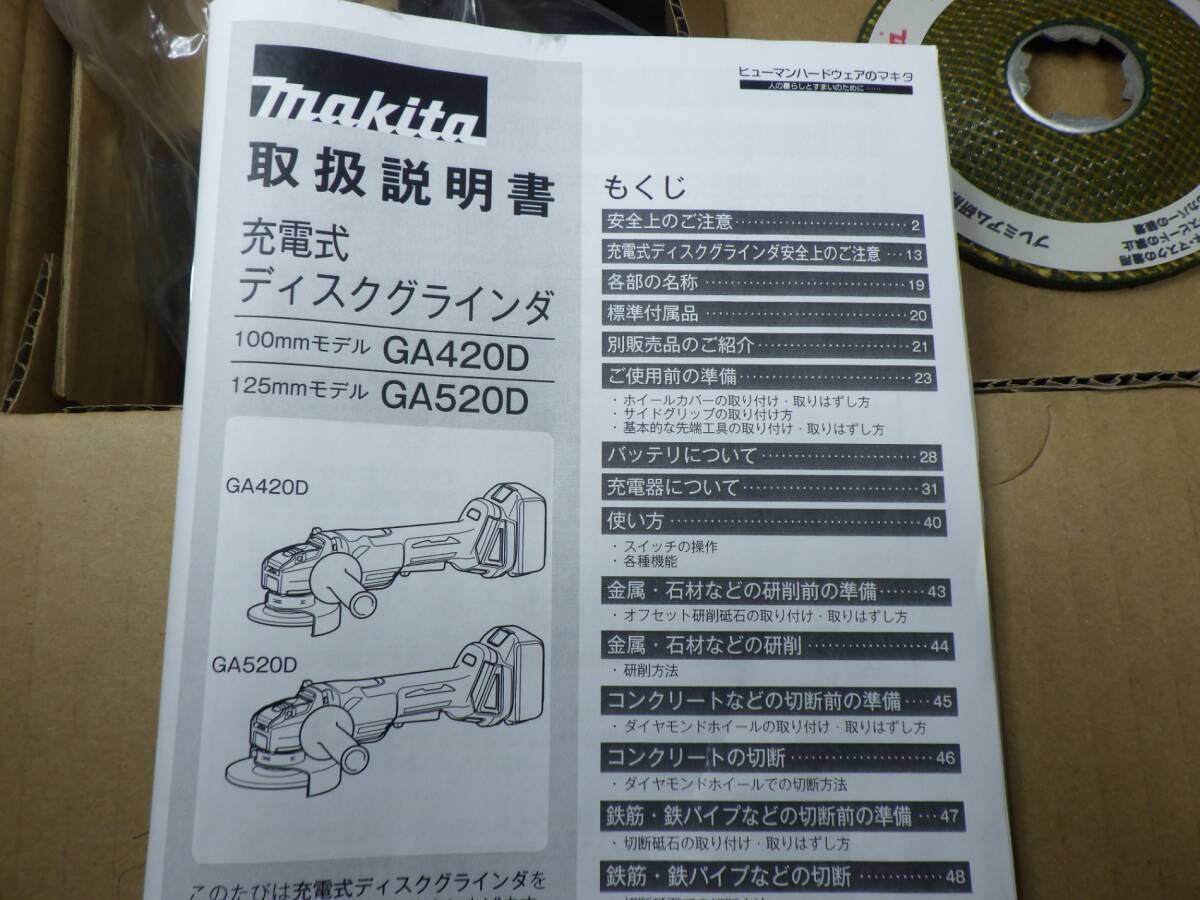 makita
取扱説明書
充電式
ディスクグラインダ
100mmモデル GA420D
125mmモデル GA520D
GA420D
GA520D
このたびは充電式ディスクグラインダを
ヒューマンハードウェアのマキタ
人の暮らしとすまいのために……
もくじ
安全上のご注意 2
充電式ディスクグラインダ安全上のご注意 13
各部の名称 19
標準付属品 20
別販売品のご紹介 21
ご使用前の準備 23
・ホイールカバーの取り付け・取りはずし方
・サイドグリップの取り付け方
・基本的な先端工具の取り付け・取りはずし方
バッテリについて 28
充電器について 31
使い方 40
・スイッチの操作
・各種機能
金属・石材などの研削前の準備 43
・オフセット研削砥石の取り付け・取りはずし方
金属・石材などの研削 44
・研削方法
コンクリートなどの切断前の準備 45
・ダイヤモンドホイールの取り付け・取りはずし方
コンクリートの切断 46
・ダイヤモンドホイールでの切断方法
鉄筋・鉄パイプなどの切断前の準備 47
・切断砥石の取り付け・取りはずし方
鉄筋・鉄パイプなどの切断 48
プレミアム研削